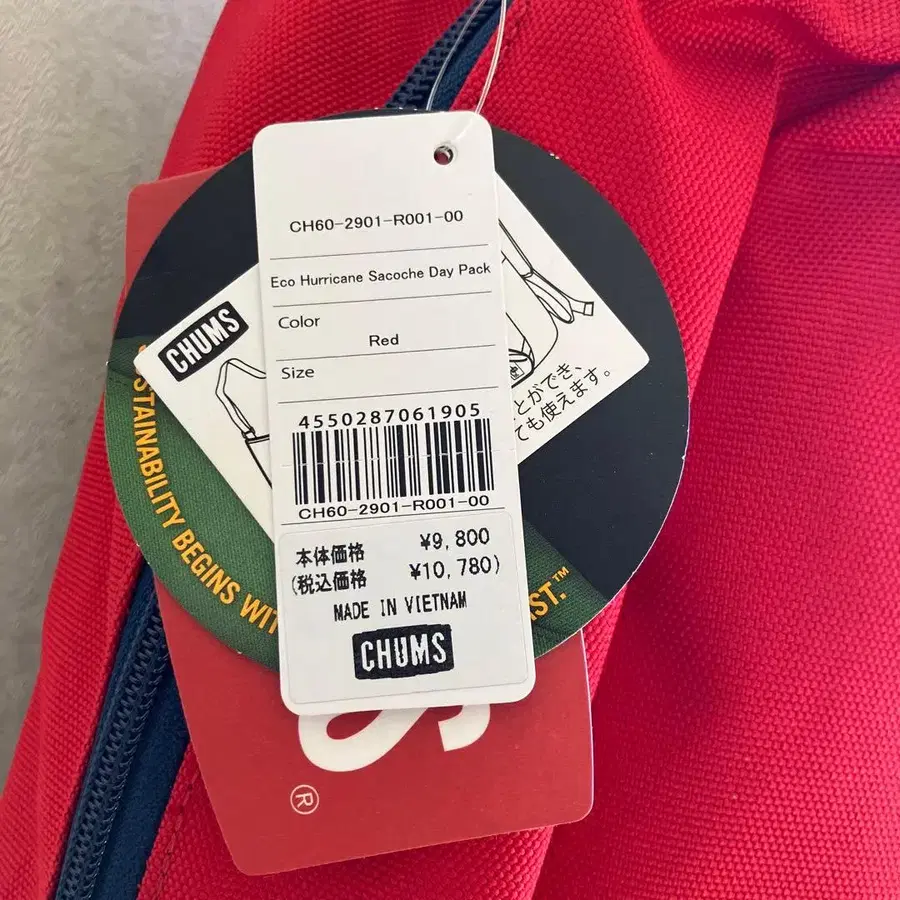 CH60-2901-R001-00
Eco Hurricane Sacoche Day Pack
Color
Red
Size
4550287061905
CH60-2901-R001-00
本体価格 ¥9,800
(税込価格 ¥10,780)
MADE IN VIETNAM
CHUMS
CHUMS
とができ、
ても使えます。
STAINABILITY BEGINS WIT
AST.™
S
®